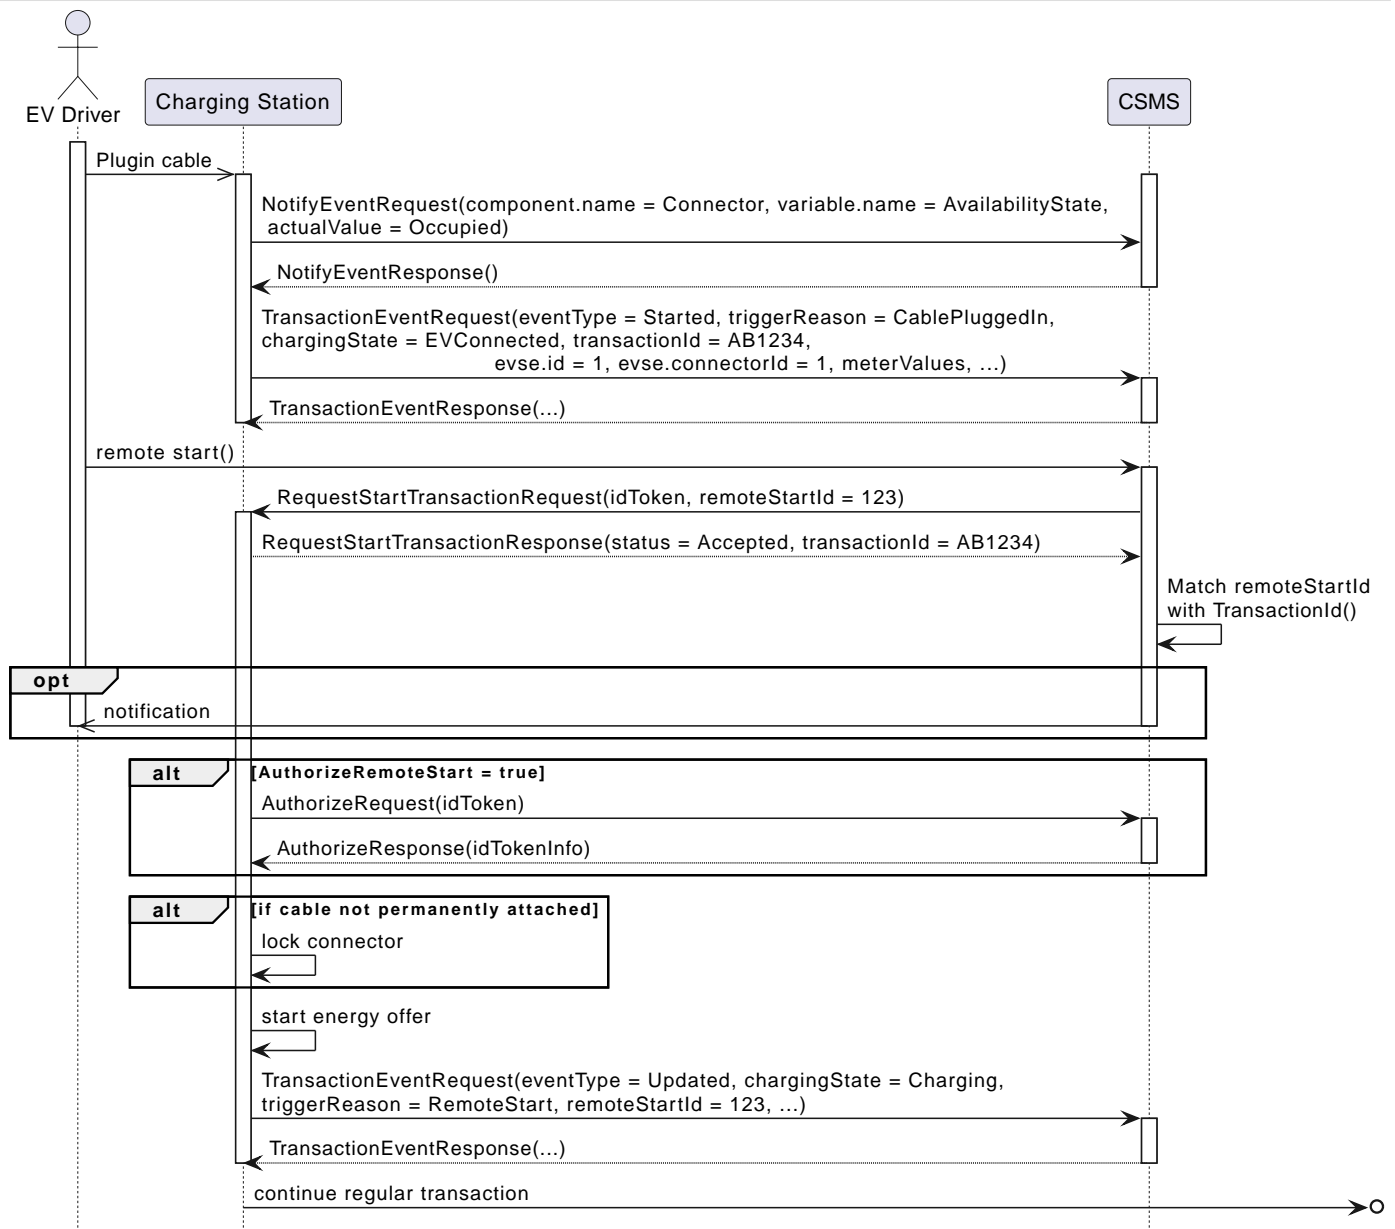 EV Driver
Charging Station
CSMS
Plugin cable
NotifyEventRequest(component.name = Connector, variable.name = AvailabilityState,
actualValue = Occupied)
NotifyEventResponse()
TransactionEventRequest(eventType = Started, triggerReason = CablePluggedIn,
chargingState = EVConnected, transactionId = AB1234,
evse.id = 1, evse.connectorId = 1, meterValues, ...)
TransactionEventResponse(...)
remote start()
RequestStartTransactionRequest(idToken, remoteStartId = 123)
RequestStartTransactionResponse(status = Accepted, transactionId = AB1234)
Match remoteStartId
with TransactionId()
opt
notification
alt [AuthorizeRemoteStart = true]
AuthorizeRequest(idToken)
AuthorizeResponse(idTokenInfo)
alt [if cable not permanently attached]
lock connector
start energy offer
TransactionEventRequest(eventType = Updated, chargingState = Charging,
triggerReason = RemoteStart, remoteStartId = 123, ...)
TransactionEventResponse(...)
continue regular transaction